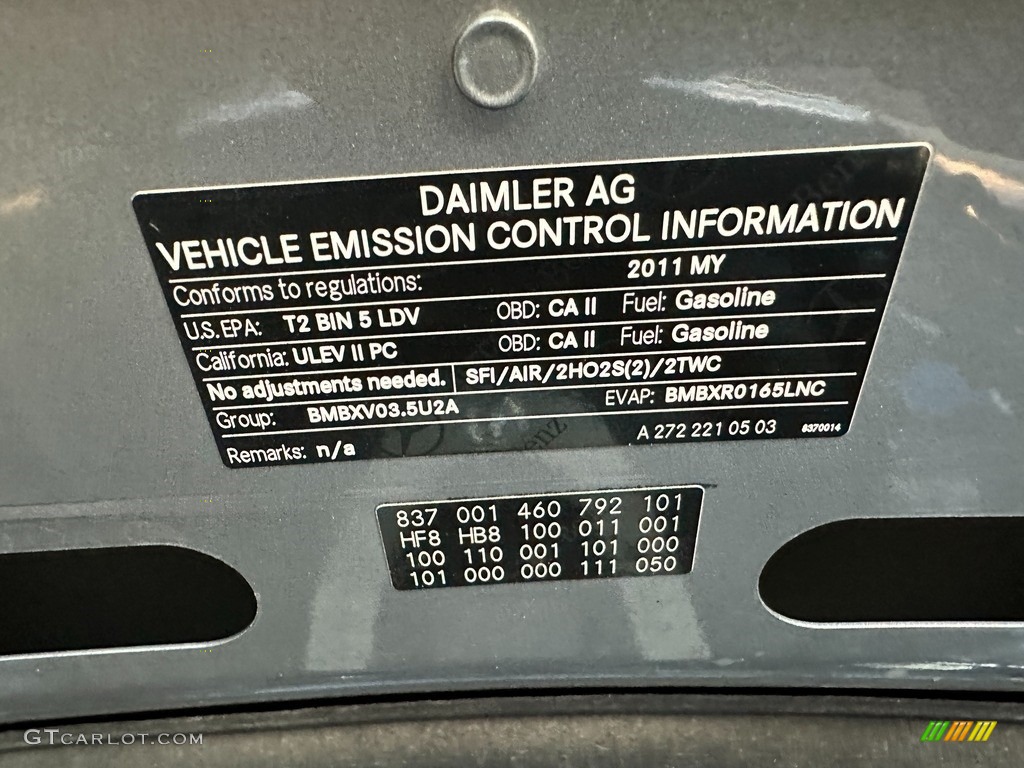 DAIMLER AG
VEHICLE EMISSION CONTROL INFORMATION
Conforms to regulations: 2011 MY
U.S. EPA: T2 BIN 5 LDV OBD: CA II Fuel: Gasoline
California: ULEV II PC OBD: CA II Fuel: Gasoline
No adjustments needed. SFI/AIR/2HO2S(2)/2TWC
Group: BMBXV03.5U2A EVAP: BMBXR0165LNC
Remarks: n/a A 272 221 05 03 8370014
837 001 460 792 101
HF8 HB8 100 011 001
100 110 001 101 000
101 000 000 111 050
GTCARLOT.COM